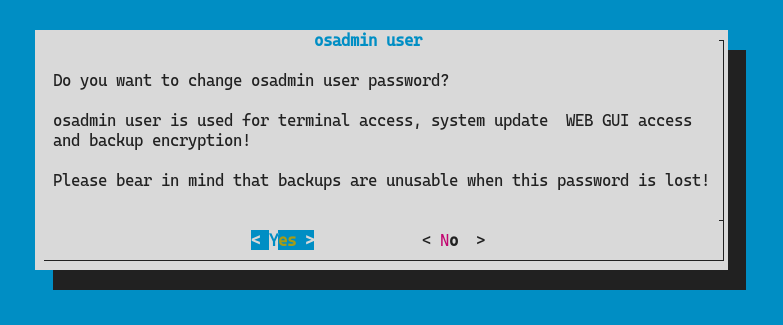 osadmin user
Do you want to change osadmin user password?
osadmin user is used for terminal access, system update  WEB GUI access
and backup encryption!
Please bear in mind that backups are unusable when this password is lost!
< Yes >  < No  >